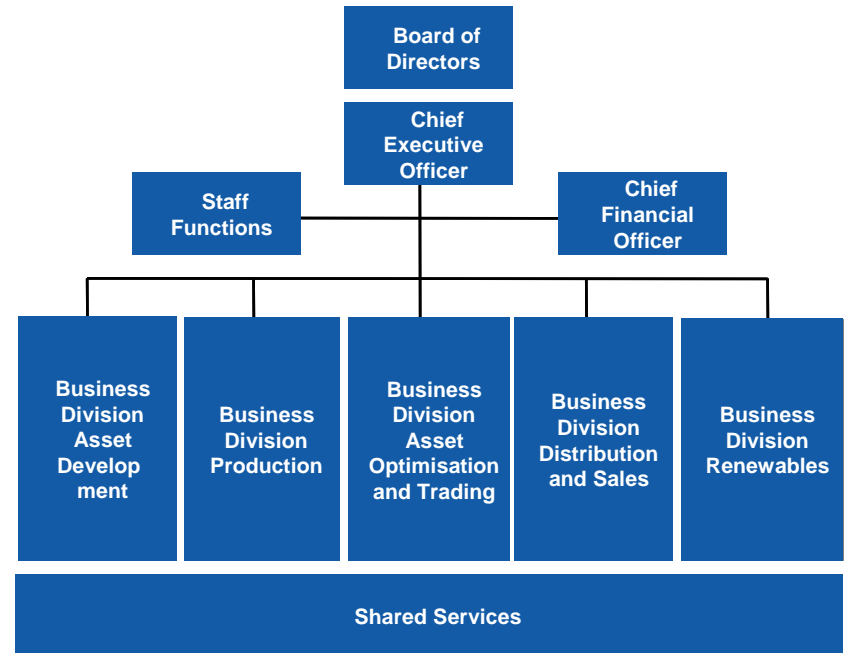 Board of
Directors
Chief
Executive
Officer
Staff
Functions
Chief
Financial
Officer
Business
Division
Asset
Develop
ment
Business
Division
Production
Business
Division
Asset
Optimisation
and Trading
Business
Division
Distribution
and Sales
Business
Division
Renewables
Shared Services